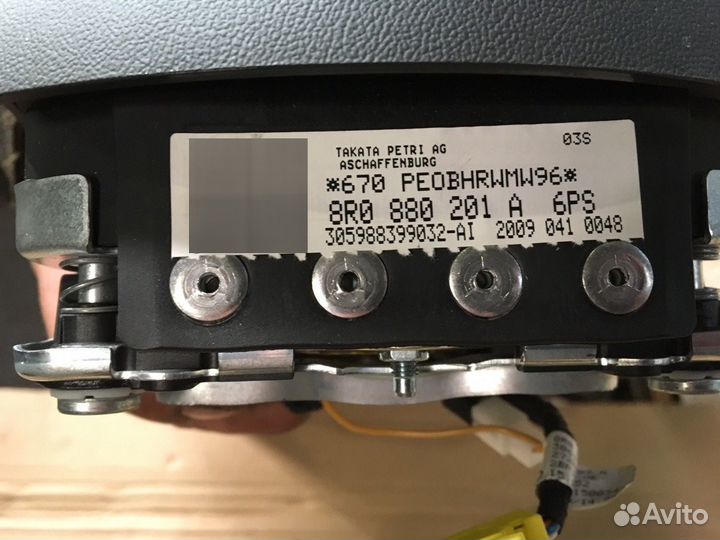 TAKATA PETRI AG
ASCHAFFENBURG
03S
*670 PEOBHRWMW96*
8R0 880 201 A 6PS
305988399032-AI 2009 041 0048
Avito